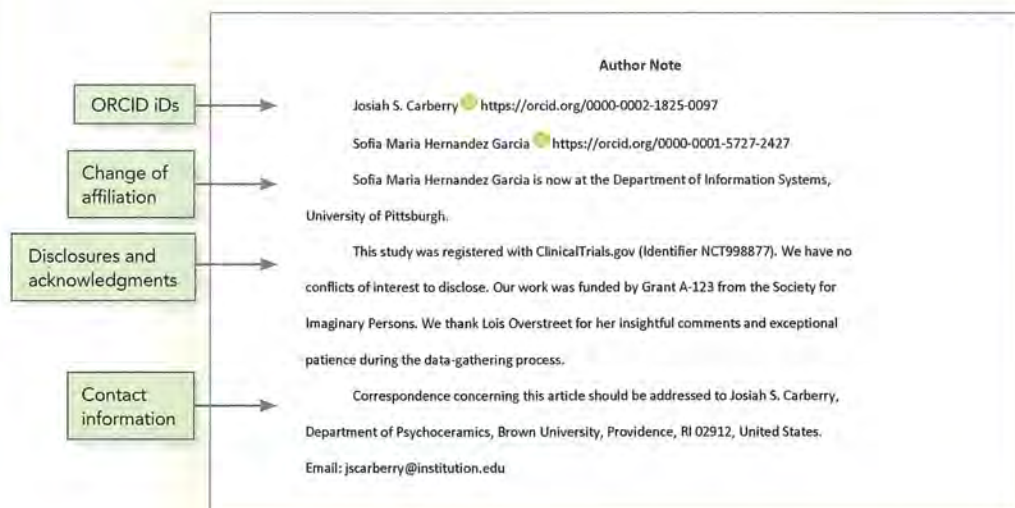 Author Note
ORCID iDs
Josiah S. Carberry https://orcid.org/0000-0002-1825-0097
Sofia Maria Hernandez Garcia https://orcid.org/0000-0001-5727-2427
Change of
affiliation
Sofia Maria Hernandez Garcia is now at the Department of Information Systems,
University of Pittsburgh.
Disclosures and
acknowledgments
This study was registered with ClinicalTrials.gov (Identifier NCT998877). We have no
conflicts of interest to disclose. Our work was funded by Grant A-123 from the Society for
Imaginary Persons. We thank Lois Overstreet for her insightful comments and exceptional
patience during the data-gathering process.
Contact
information
Correspondence concerning this article should be addressed to Josiah S. Carberry,
Department of Psychoceramics, Brown University, Providence, RI 02912, United States.
Email: jscarberry@institution.edu